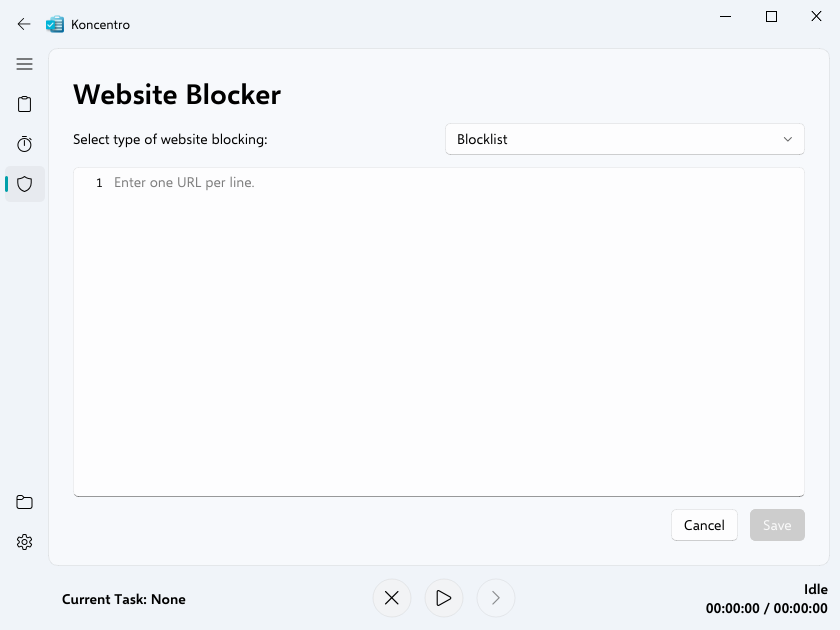 Koncentro
Website Blocker
Select type of website blocking:
Blocklist
1 Enter one URL per line.
Cancel
Save
Current Task: None
Idle
00:00:00 / 00:00:00